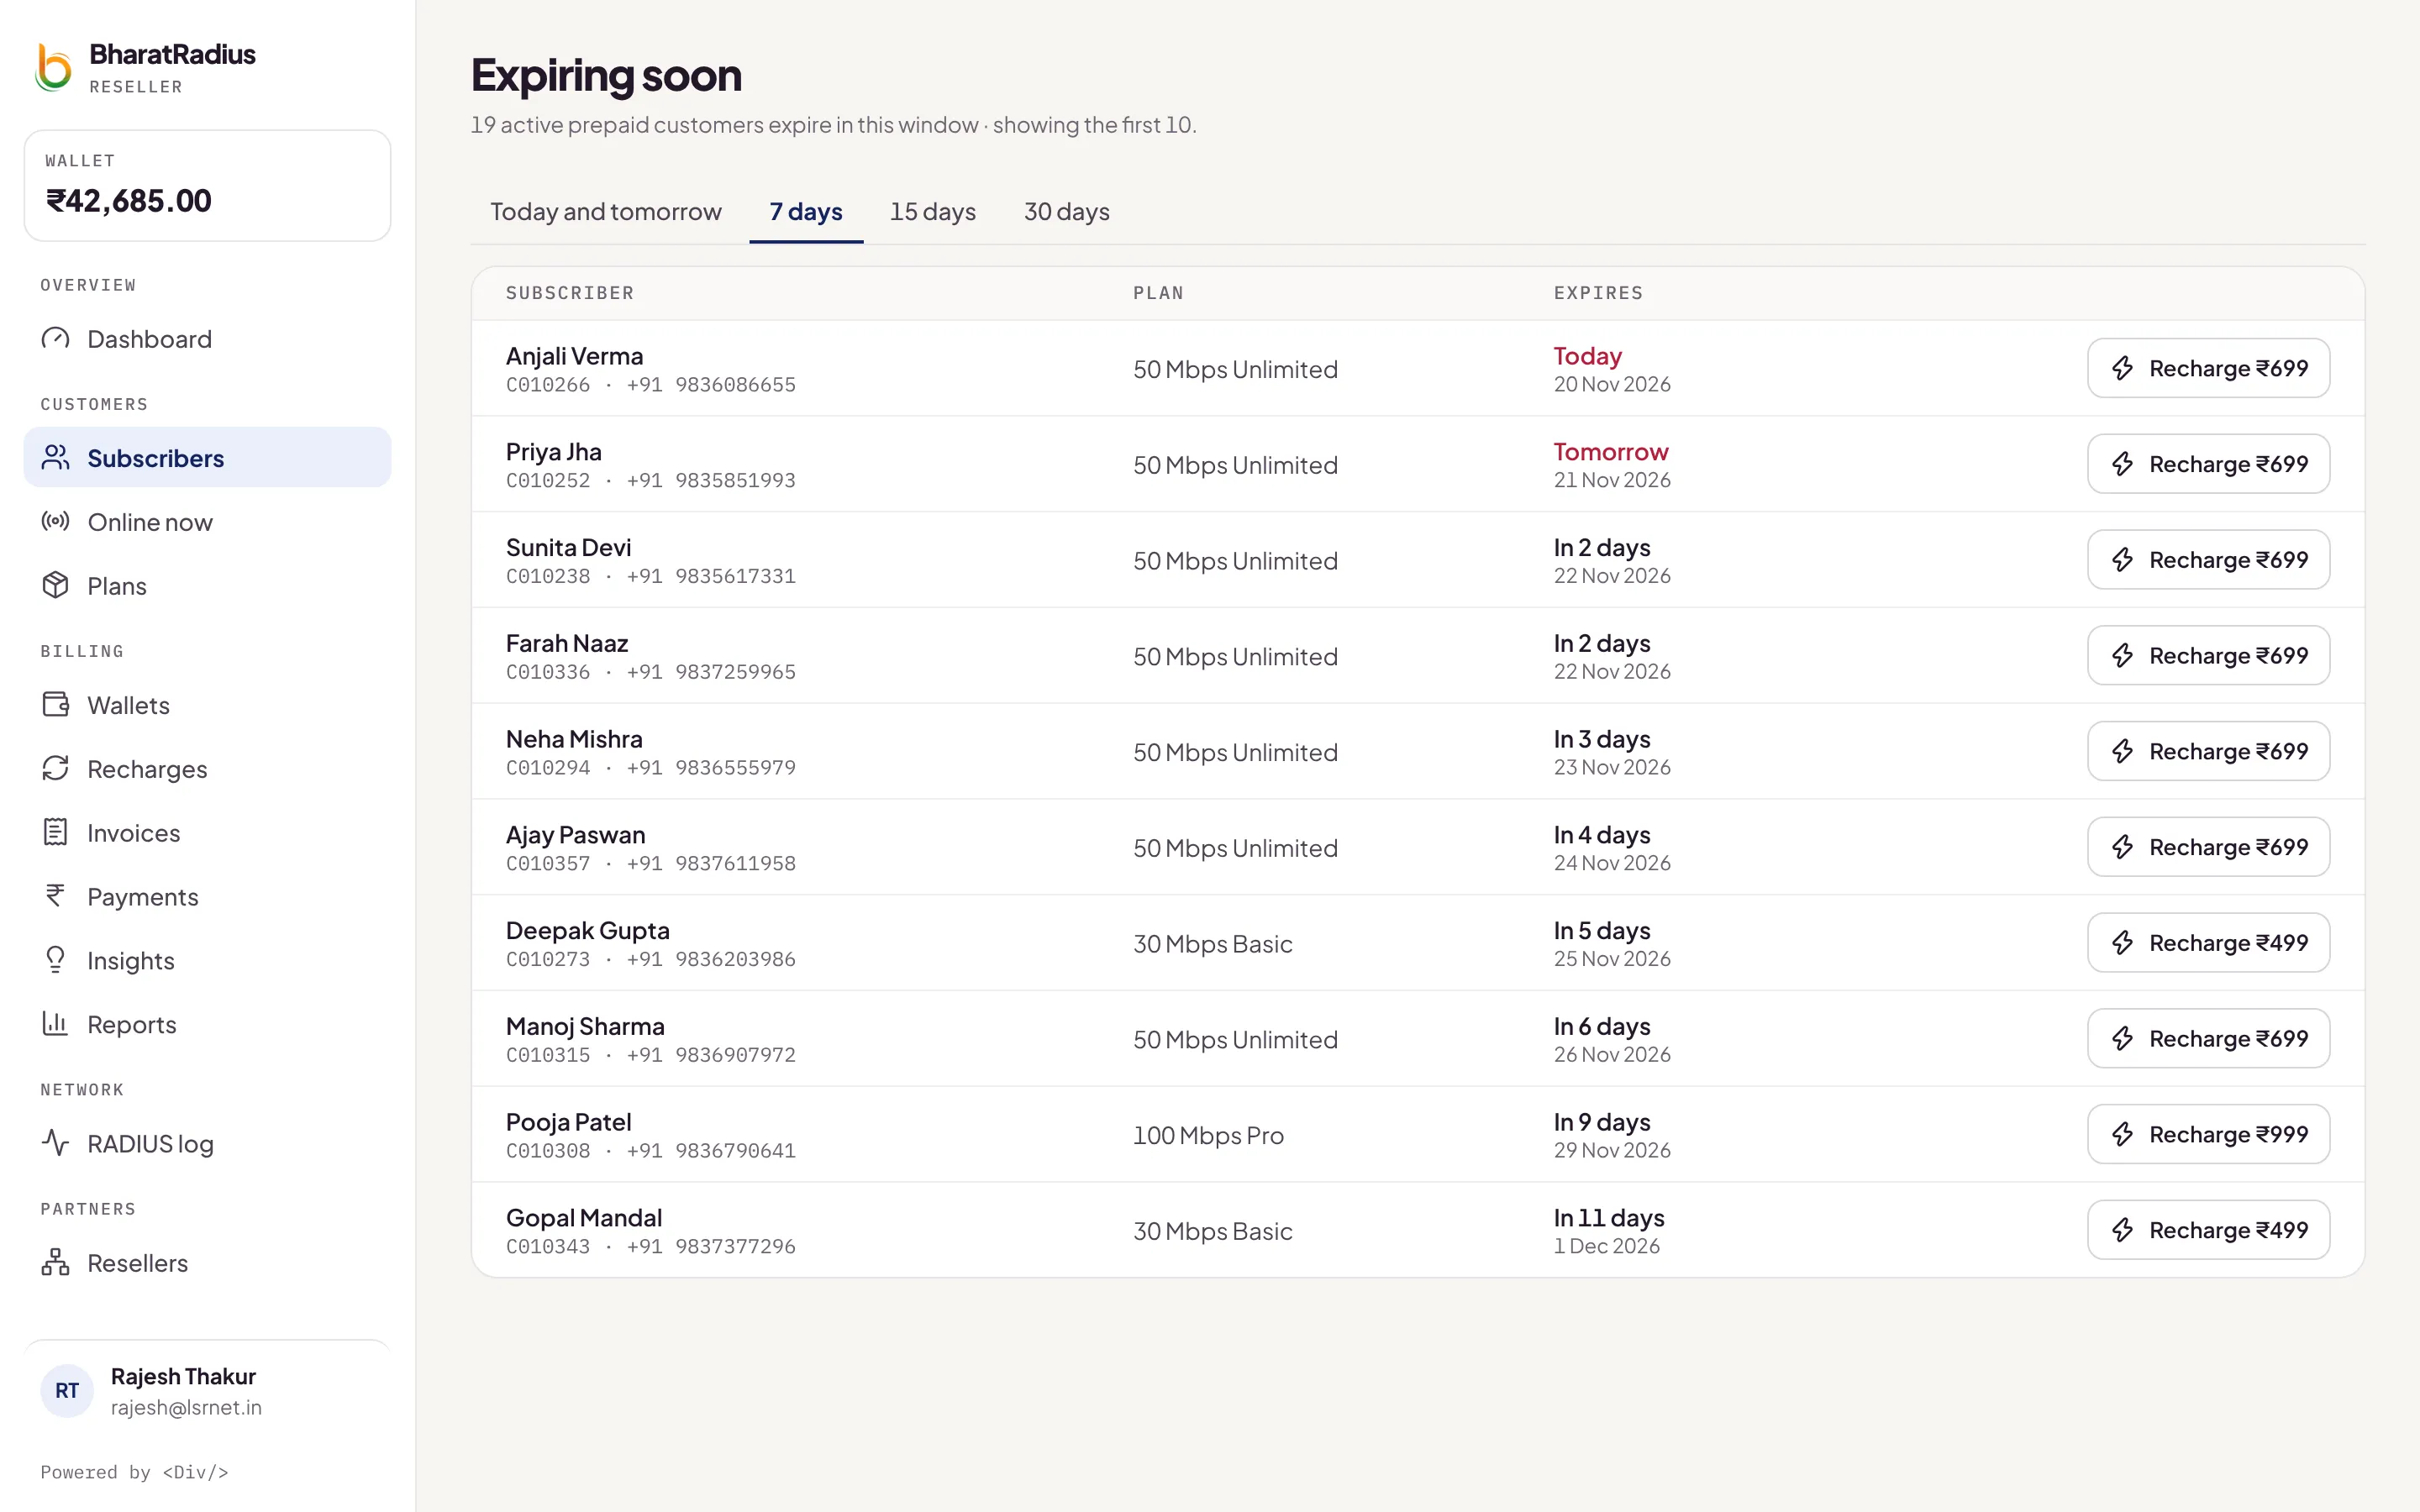 BharatRadius
RESELLER
WALLET
₹42,685.00
OVERVIEW
Dashboard
CUSTOMERS
Subscribers
Online now
Plans
BILLING
Wallets
Recharges
Invoices
Payments
Insights
Reports
NETWORK
RADIUS log
PARTNERS
Resellers
RT
Rajesh Thakur
rajesh@lsrnet.in
Powered by <Div/>
Expiring soon
19 active prepaid customers expire in this window · showing the first 10.
Today and tomorrow 7 days 15 days 30 days
SUBSCRIBER PLAN EXPIRES
Anjali Verma
C010266 · +91 9836086655
50 Mbps Unlimited
Today
20 Nov 2026
Recharge ₹699
Priya Jha
C010252 · +91 9835851993
50 Mbps Unlimited
Tomorrow
21 Nov 2026
Recharge ₹699
Sunita Devi
C010238 · +91 9835617331
50 Mbps Unlimited
In 2 days
22 Nov 2026
Recharge ₹699
Farah Naaz
C010336 · +91 9837259965
50 Mbps Unlimited
In 2 days
22 Nov 2026
Recharge ₹699
Neha Mishra
C010294 · +91 9836555979
50 Mbps Unlimited
In 3 days
23 Nov 2026
Recharge ₹699
Ajay Paswan
C010357 · +91 9837611958
50 Mbps Unlimited
In 4 days
24 Nov 2026
Recharge ₹699
Deepak Gupta
C010273 · +91 9836203986
30 Mbps Basic
In 5 days
25 Nov 2026
Recharge ₹499
Manoj Sharma
C010315 · +91 9836907972
50 Mbps Unlimited
In 6 days
26 Nov 2026
Recharge ₹699
Pooja Patel
C010308 · +91 9836790641
100 Mbps Pro
In 9 days
29 Nov 2026
Recharge ₹999
Gopal Mandal
C010343 · +91 9837377296
30 Mbps Basic
In 11 days
1 Dec 2026
Recharge ₹499